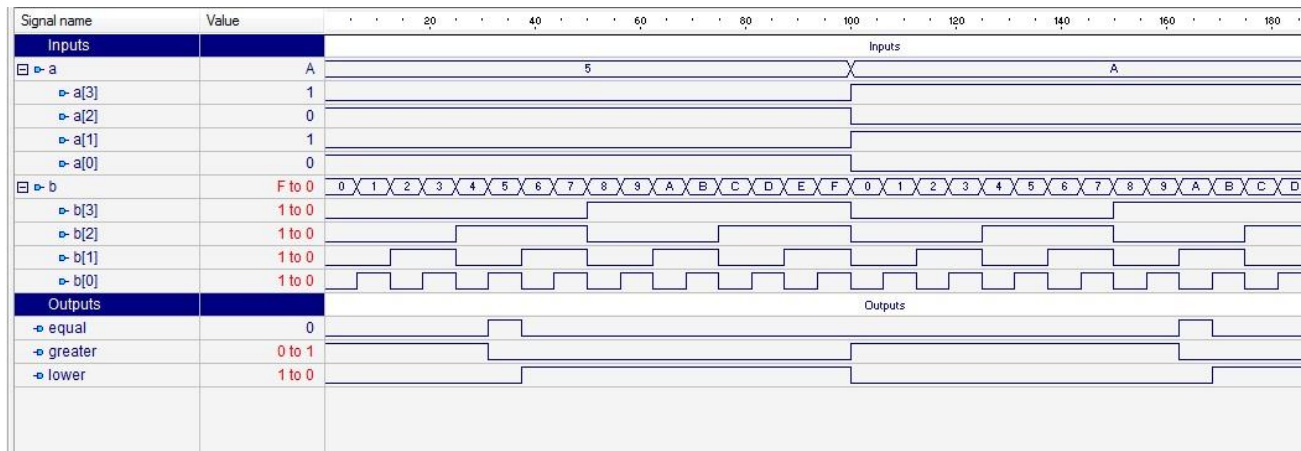 Signal name Value 20 40 60 80 100 120 140 160 180
Inputs Inputs
a A 5 A
a[3] 1
a[2] 0
a[1] 1
a[0] 0
b F to 0 0 1 2 3 4 5 6 7 8 9 A B C D E F 0 1 2 3 4 5 6 7 8 9 A B C D
b[3] 1 to 0
b[2] 1 to 0
b[1] 1 to 0
b[0] 1 to 0
Outputs Outputs
equal 0
greater 0 to 1
lower 1 to 0